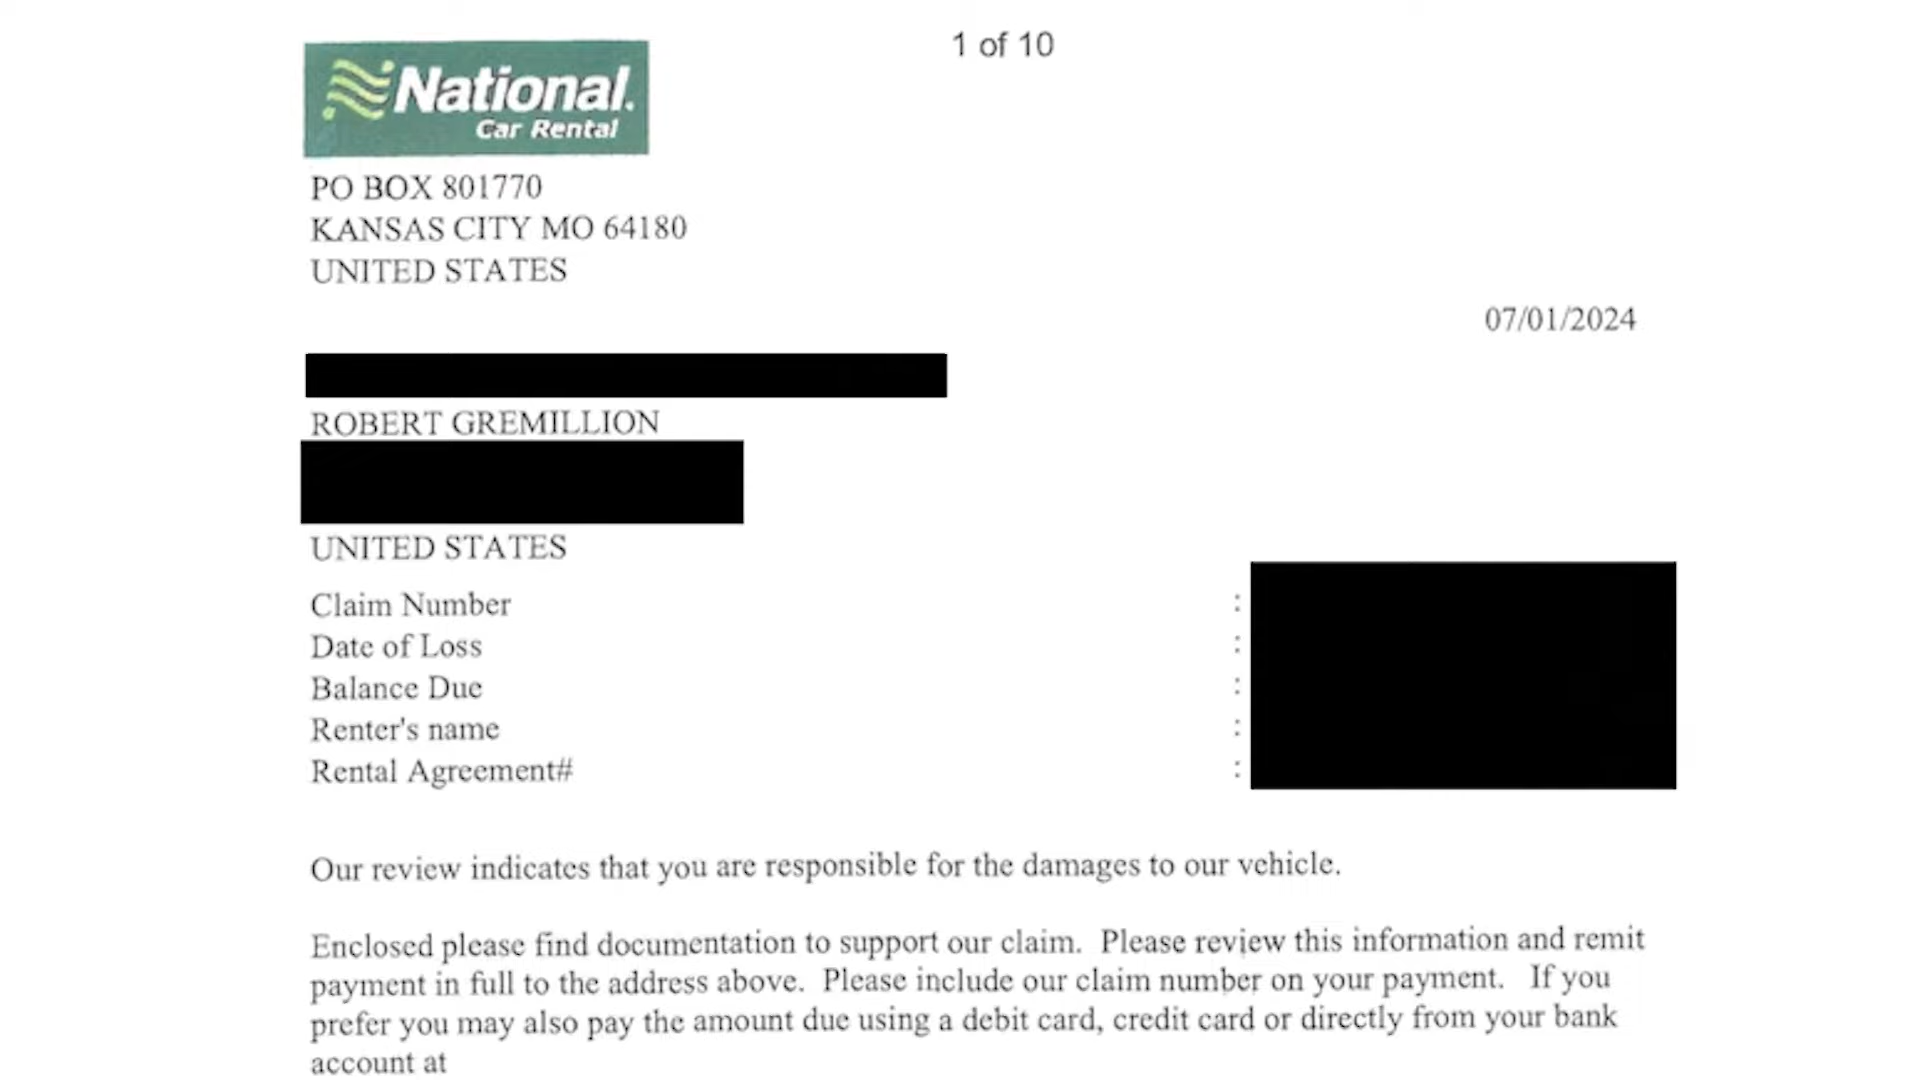 1 of 10
National.
Car Rental
PO BOX 801770
KANSAS CITY MO 64180
UNITED STATES
07/01/2024
ROBERT GREMILLION
UNITED STATES
Claim Number :
Date of Loss :
Balance Due :
Renter's name :
Rental Agreement# :
Our review indicates that you are responsible for the damages to our vehicle.
Enclosed please find documentation to support our claim. Please review this information and remit
payment in full to the address above. Please include our claim number on your payment. If you
prefer you may also pay the amount due using a debit card, credit card or directly from your bank
account at